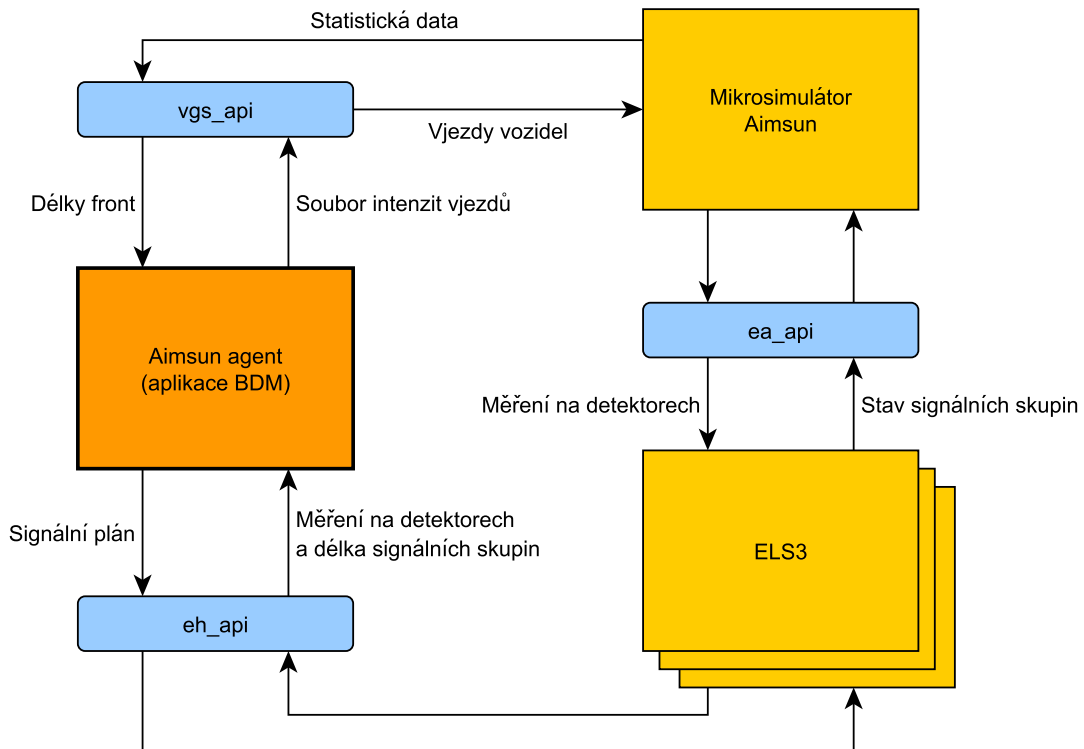 Statistická data
vgs_api
Mikrosimulátor
Aimsun
Vjezdy vozidel
Délky front
Soubor intenzit vjezdů
Aimsun agent
(aplikace BDM)
ea_api
Měření na detektorech
Stav signálních skupin
Signální plán
Měření na detektorech
a délka signálních skupin
ELS3
eh_api